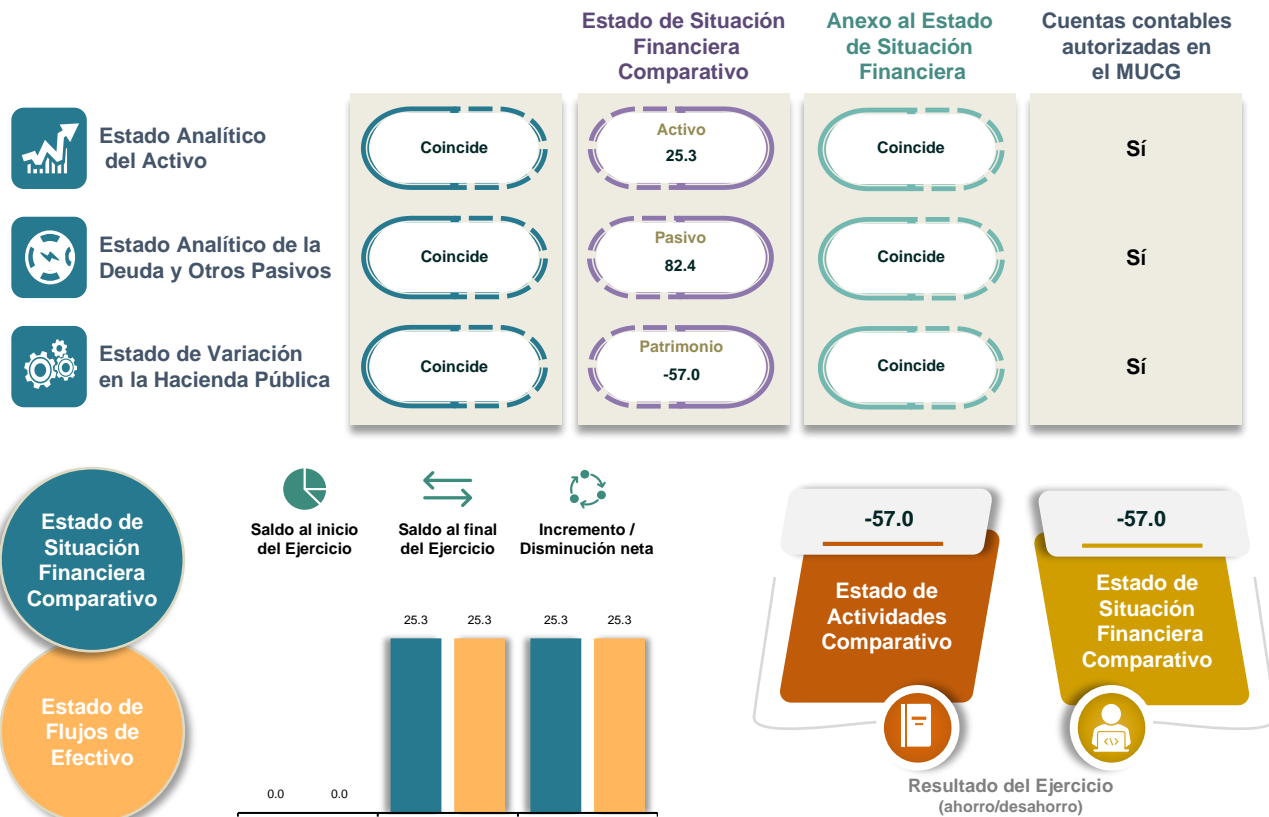 Estado de Situación
Financiera
Comparativo
Anexo al Estado
de Situación
Financiera
Cuentas contables
autorizadas en
el MUCG
Estado Analítico
del Activo
Coincide
Activo
25.3
Coincide
Sí
Estado Analítico de la
Deuda y Otros Pasivos
Coincide
Pasivo
82.4
Coincide
Sí
Estado de Variación
en la Hacienda Pública
Coincide
Patrimonio
-57.0
Coincide
Sí
Estado de
Situación
Financiera
Comparativo
Estado de
Flujos de
Efectivo
Saldo al inicio
del Ejercicio
Saldo al final
del Ejercicio
Incremento /
Disminución neta
0.0
0.0
25.3
25.3
25.3
25.3
-57.0
Estado de
Actividades
Comparativo
-57.0
Estado de
Situación
Financiera
Comparativo
Resultado del Ejercicio
(ahorro/desahorro)